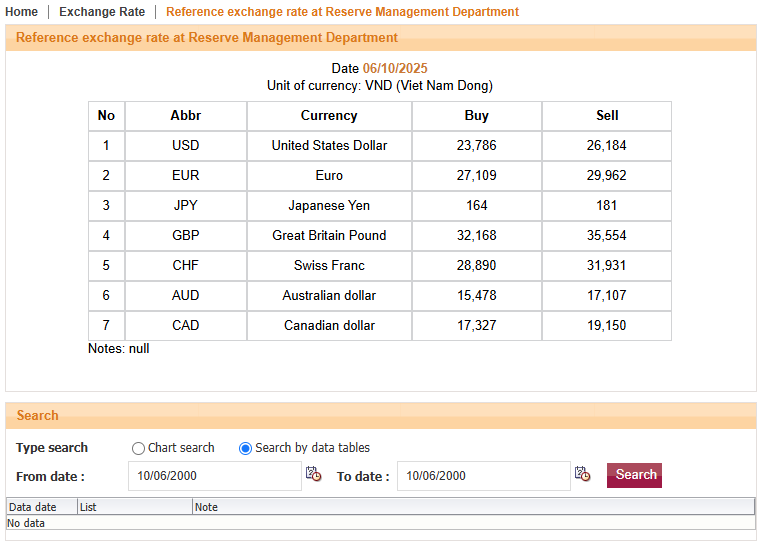 Home Exchange Rate Reference exchange rate at Reserve Management Department
Reference exchange rate at Reserve Management Department
Date 06/10/2025
Unit of currency: VND (Viet Nam Dong)
No Abbr Currency Buy Sell
1 USD United States Dollar 23,786 26,184
2 EUR Euro 27,109 29,962
3 JPY Japanese Yen 164 181
4 GBP Great Britain Pound 32,168 35,554
5 CHF Swiss Franc 28,890 31,931
6 AUD Australian dollar 15,478 17,107
7 CAD Canadian dollar 17,327 19,150
Notes: null
Search
Type search Chart search Search by data tables
From date : 10/06/2000 To date : 10/06/2000 Search
Data date List Note
No data